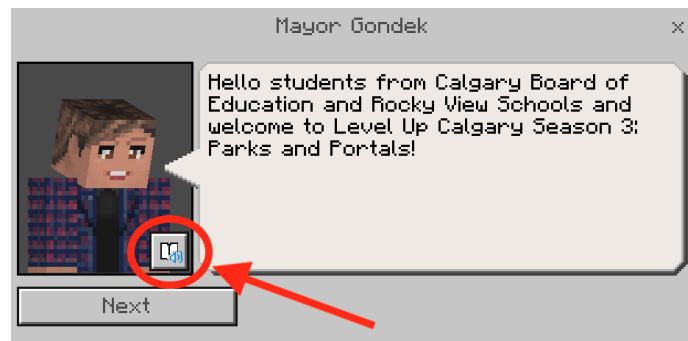 Mayor Gondek
x
Hello students from Calgary Board of
Education and Rocky View Schools and
welcome to Level Up Calgary Season 3:
Parks and Portals!
Next